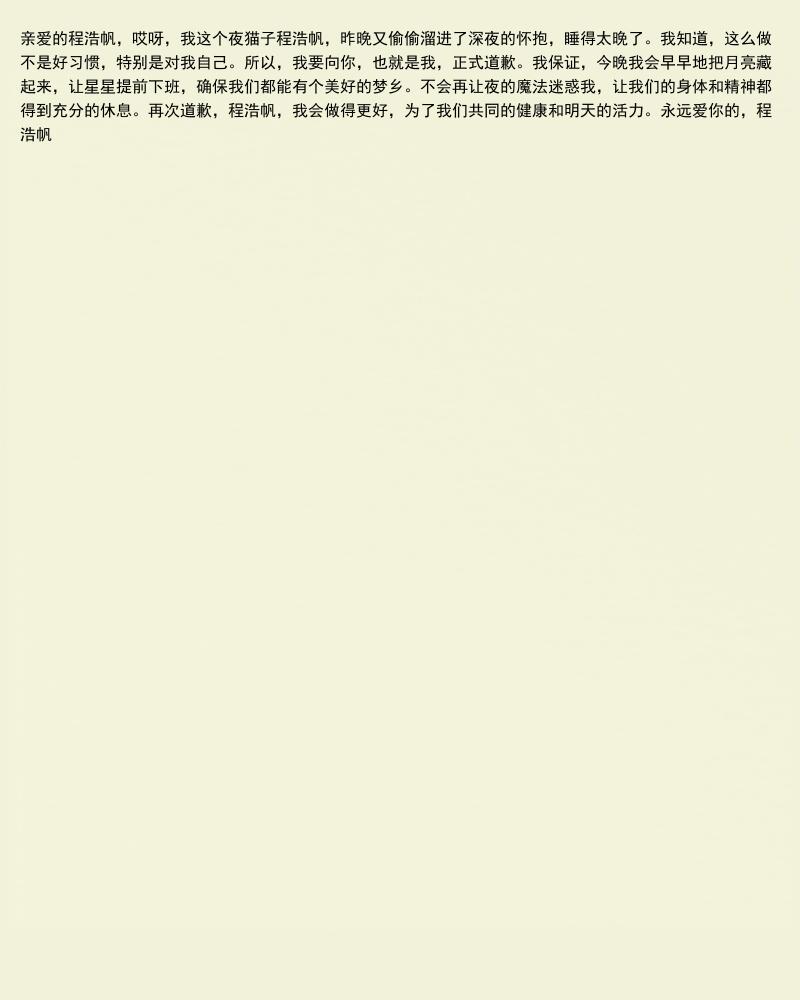 亲爱的程浩帆，哎呀，我这个夜猫子程浩帆，昨晚又偷偷溜进了深夜的怀抱，睡得太晚了。我知道，这么做
不是好习惯，特别是对我自己。所以，我要向你，也就是我，正式道歉。我保证，今晚我会早早地把月亮藏
起来，让星星提前下班，确保我们都能有个美好的梦乡。不会再让夜的魔法迷惑我，让我们的身体和精神都
得到充分的休息。再次道歉，程浩帆，我会做得更好，为了我们共同的健康和明天的活力。永远爱你的，程
浩帆